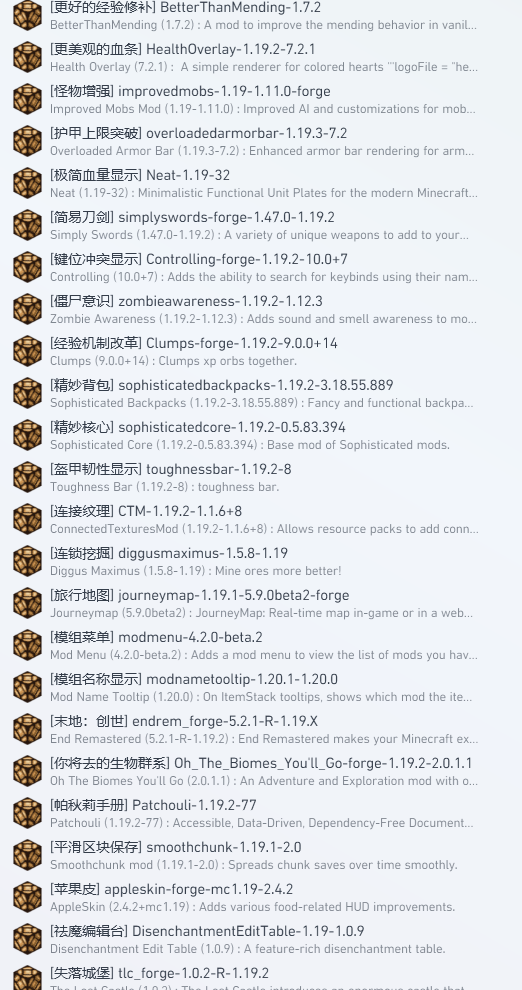 [更好的经验修补] BetterThanMending-1.7.2
BetterThanMending (1.7.2) : A mod to improve the mending behavior in vanil...
[更美观的血条] HealthOverlay-1.19.2-7.2.1
Health Overlay (7.2.1) :  A simple renderer for colored hearts '''logoFile = "he...
[怪物增强] improvedmobs-1.19-1.11.0-forge
Improved Mobs Mod (1.19-1.11.0) : Improved AI and customizations for mob...
[护甲上限突破] overloadedarmorbar-1.19.3-7.2
Overloaded Armor Bar (1.19.3-7.2) : Enhanced armor bar rendering for arm...
[极简血量显示] Neat-1.19-32
Neat (1.19-32) : Minimalistic Functional Unit Plates for the modern Minecraft...
[简易刀剑] simplyswords-forge-1.47.0-1.19.2
Simply Swords (1.47.0-1.19.2) : A variety of unique weapons to add to your...
[键位冲突显示] Controlling-forge-1.19.2-10.0+7
Controlling (10.0+7) : Adds the ability to search for keybinds using their nam...
[僵尸意识] zombieawareness-1.19.2-1.12.3
Zombie Awareness (1.19.2-1.12.3) : Adds sound and smell awareness to mo...
[经验机制改革] Clumps-forge-1.19.2-9.0.0+14
Clumps (9.0.0+14) : Clumps xp orbs together.
[精妙背包] sophisticatedbackpacks-1.19.2-3.18.55.889
Sophisticated Backpacks (1.19.2-3.18.55.889) : Fancy and functional backpa...
[精妙核心] sophisticatedcore-1.19.2-0.5.83.394
Sophisticated Core (1.19.2-0.5.83.394) : Base mod of Sophisticated mods.
[盔甲韧性显示] toughnessbar-1.19.2-8
Toughness Bar (1.19.2-8) : toughness bar.
[连接纹理] CTM-1.19.2-1.1.6+8
ConnectedTexturesMod (1.19.2-1.1.6+8) : Allows resource packs to add conn...
[连锁挖掘] diggusmaximus-1.5.8-1.19
Diggus Maximus (1.5.8-1.19) : Mine ores more better!
[旅行地图] journeymap-1.19.1-5.9.0beta2-forge
Journeymap (5.9.0beta2) : JourneyMap: Real-time map in-game or in a web...
[模组菜单] modmenu-4.2.0-beta.2
Mod Menu (4.2.0-beta.2) : Adds a mod menu to view the list of mods you hav...
[模组名称显示] modnametooltip-1.20.1-1.20.0
Mod Name Tooltip (1.20.0) : On ItemStack tooltips, shows which mod the ite...
[末地：创世] endrem_forge-5.2.1-R-1.19.X
End Remastered (5.2.1-R-1.19.2) : End Remastered makes your Minecraft ex...
[你将去的生物群系] Oh_The_Biomes_You'll_Go-forge-1.19.2-2.0.1.1
Oh The Biomes You'll Go (2.0.1.1) : An Adventure and Exploration mod with o...
[帕秋莉手册] Patchouli-1.19.2-77
Patchouli (1.19.2-77) : Accessible, Data-Driven, Dependency-Free Document...
[平滑区块保存] smoothchunk-1.19.1-2.0
Smoothchunk mod (1.19.1-2.0) : Spreads chunk saves over time smoothly.
[苹果皮] appleskin-forge-mc1.19-2.4.2
AppleSkin (2.4.2+mc1.19) : Adds various food-related HUD improvements.
[祛魔编辑台] DisenchantmentEditTable-1.19-1.0.9
Disenchantment Edit Table (1.0.9) : A feature-rich disenchantment table.
[失落城堡] tlc_forge-1.0.2-R-1.19.2